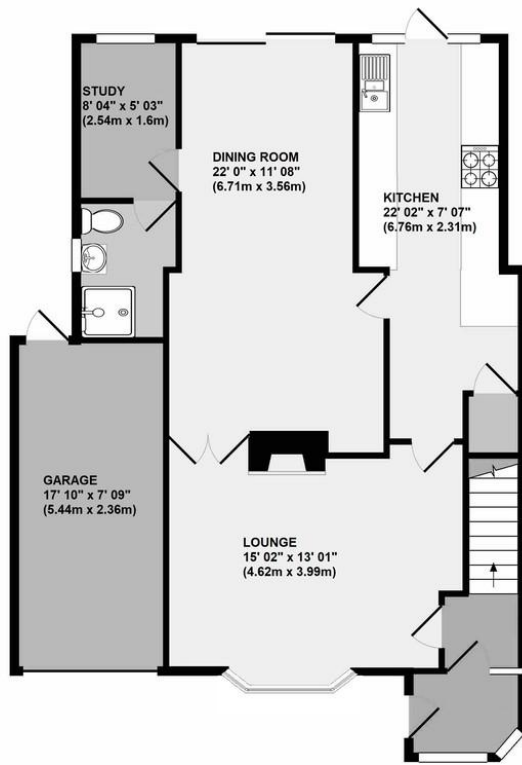 STUDY
8' 04" x 5' 03"
(2.54m x 1.6m)
DINING ROOM
22' 0" x 11' 08"
(6.71m x 3.56m)
KITCHEN
22' 02" x 7' 07"
(6.76m x 2.31m)
GARAGE
17' 10" x 7' 09"
(5.44m x 2.36m)
LOUNGE
15' 02" x 13' 01"
(4.62m x 3.99m)